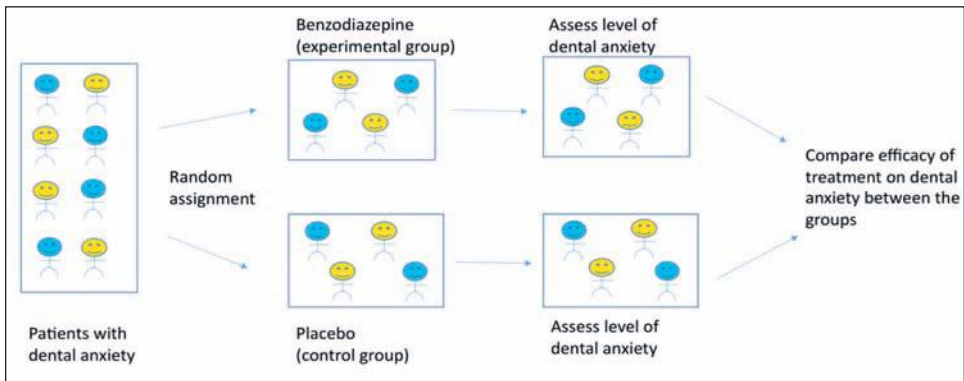 Benzodiazepine
(experimental group)
Assess level of
dental anxiety
Random
assignment
Compare efficacy of
treatment on dental
anxiety between the
groups
Patients with
dental anxiety
Placebo
(control group)
Assess level of
dental anxiety